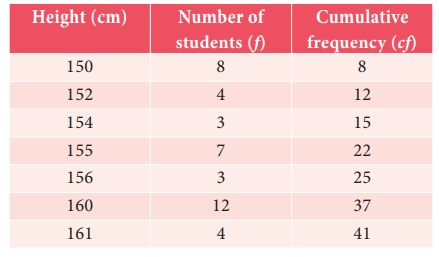 Height (cm) Number of students (f) Cumulative frequency (cf)
150 8 8
152 4 12
154 3 15
155 7 22
156 3 25
160 12 37
161 4 41